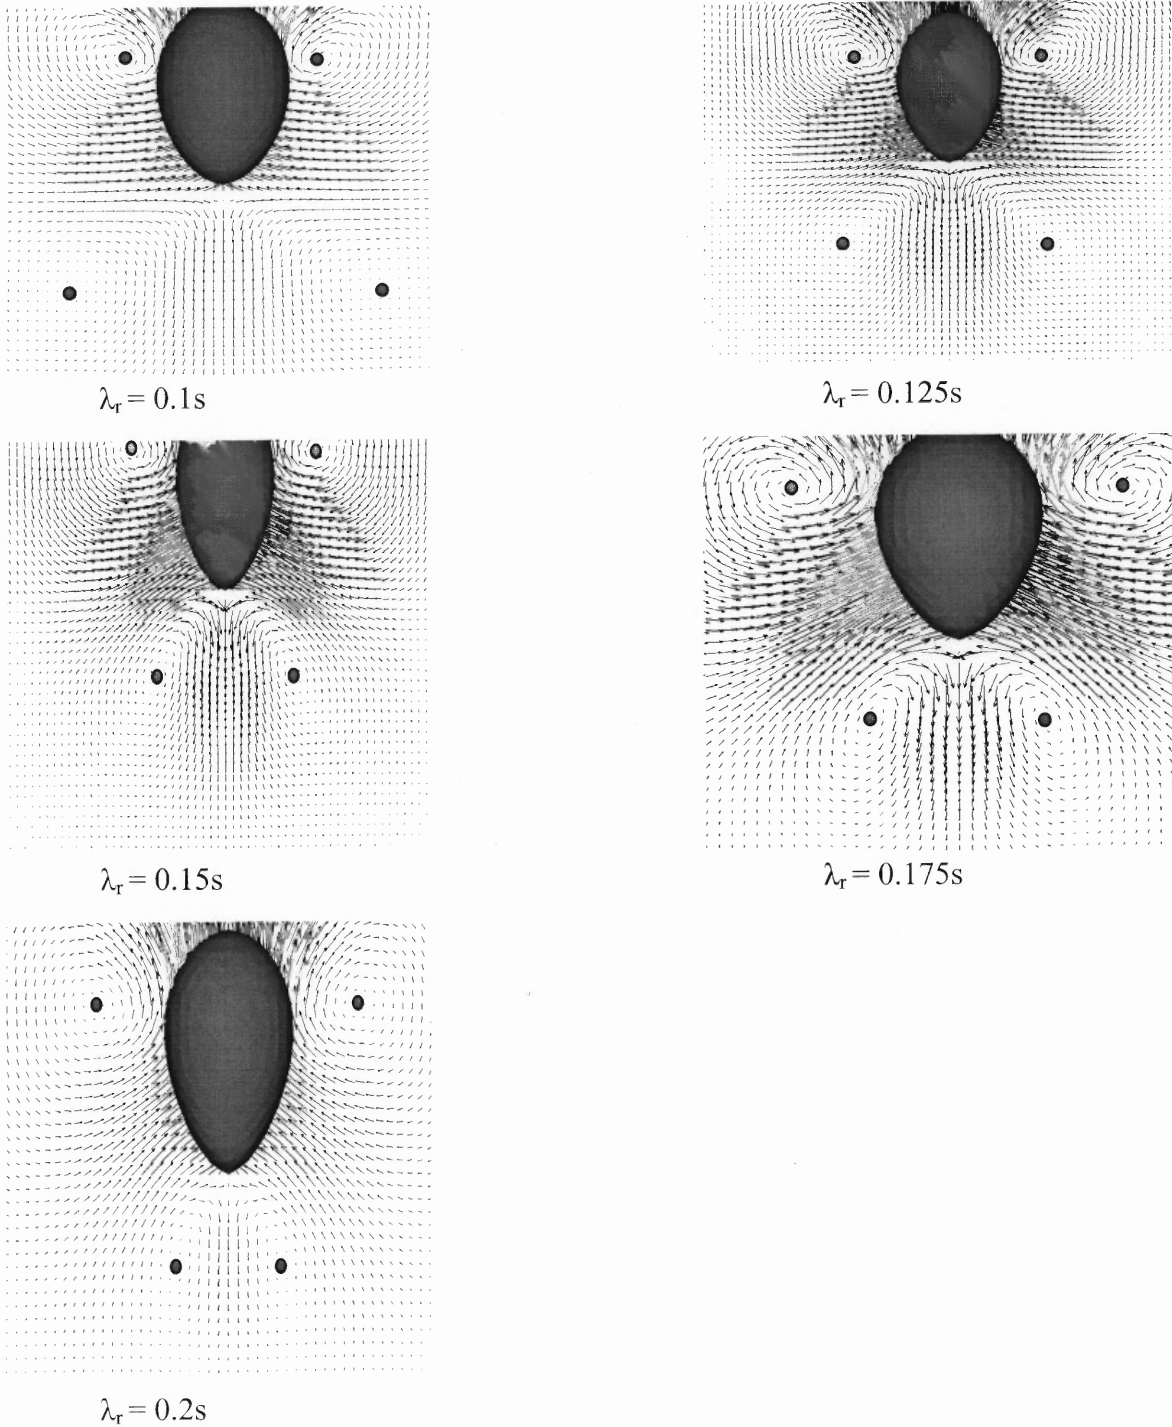 λr = 0.1s
λr = 0.125s
λr = 0.15s
λr = 0.175s
λr = 0.2s